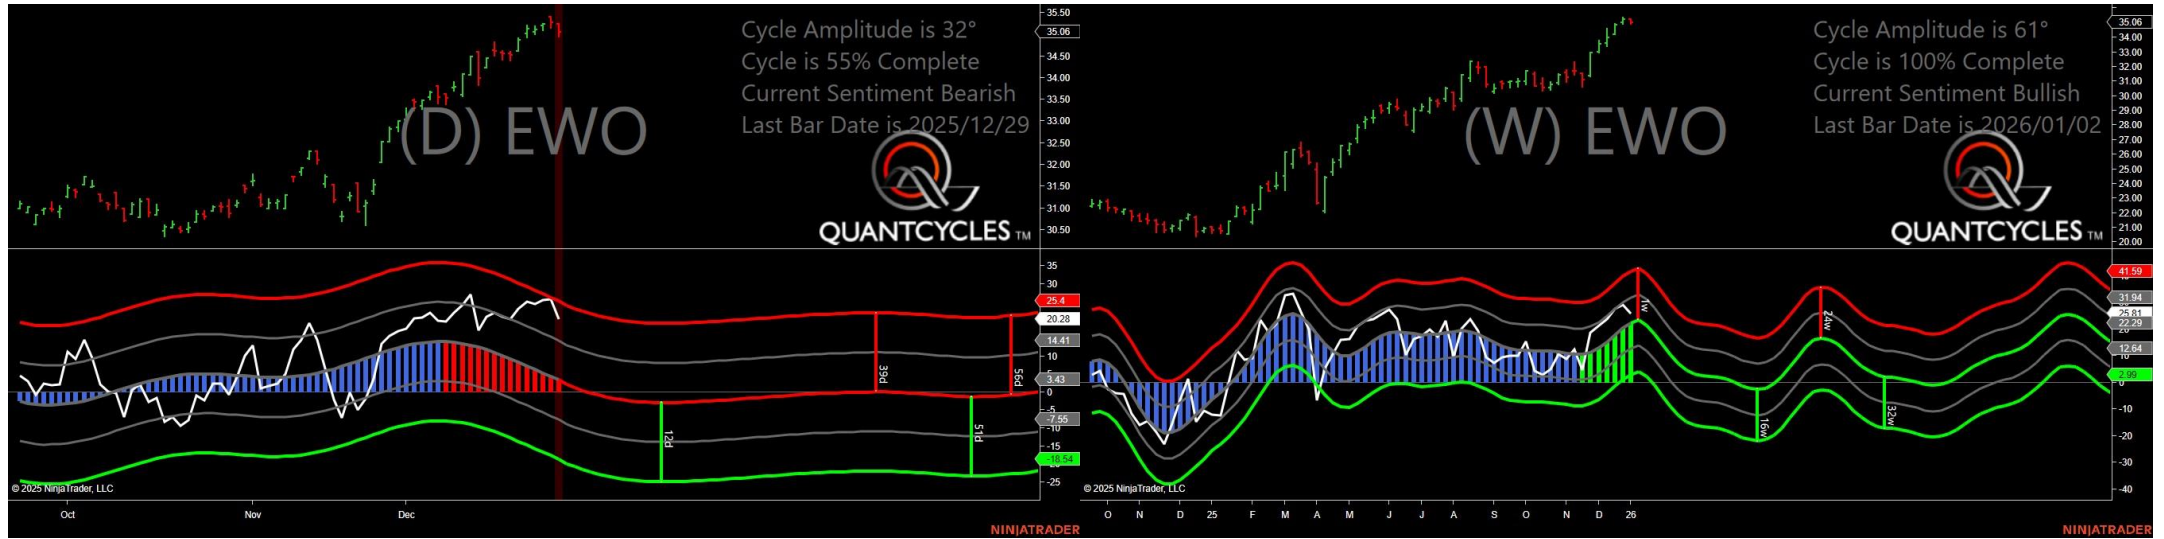 Cycle Amplitude is 32°
Cycle is 55% Complete
Current Sentiment Bearish
Last Bar Date is 2025/12/29
(D) EWO
QUANTCYCLES TM
35.50
35.06
34.50
34.00
33.50
33.00
32.50
32.00
31.50
31.00
30.50
35
30
25.4
20.28
14.41
10
3.43
0
-5
-7.55
-10
-15
-18.54
-25
39d
56d
12d
51d
© 2025 NinjaTrader, LLC
Oct
Nov
Dec
NINJATRADER
Cycle Amplitude is 61°
Cycle is 100% Complete
Current Sentiment Bullish
Last Bar Date is 2026/01/02
(W) EWO
QUANTCYCLES TM
35.06
34.00
33.00
32.00
31.00
30.00
29.00
28.00
27.00
26.00
25.00
24.00
23.00
22.00
21.00
20.00
41.59
31.94
25.81
22.29
12.64
10
2.99
0
-10
-20
-30
-40
1w
24w
16w
32w
© 2025 NinjaTrader, LLC
O N D 25 F M A M J J A S O N D 26
NINJATRADER